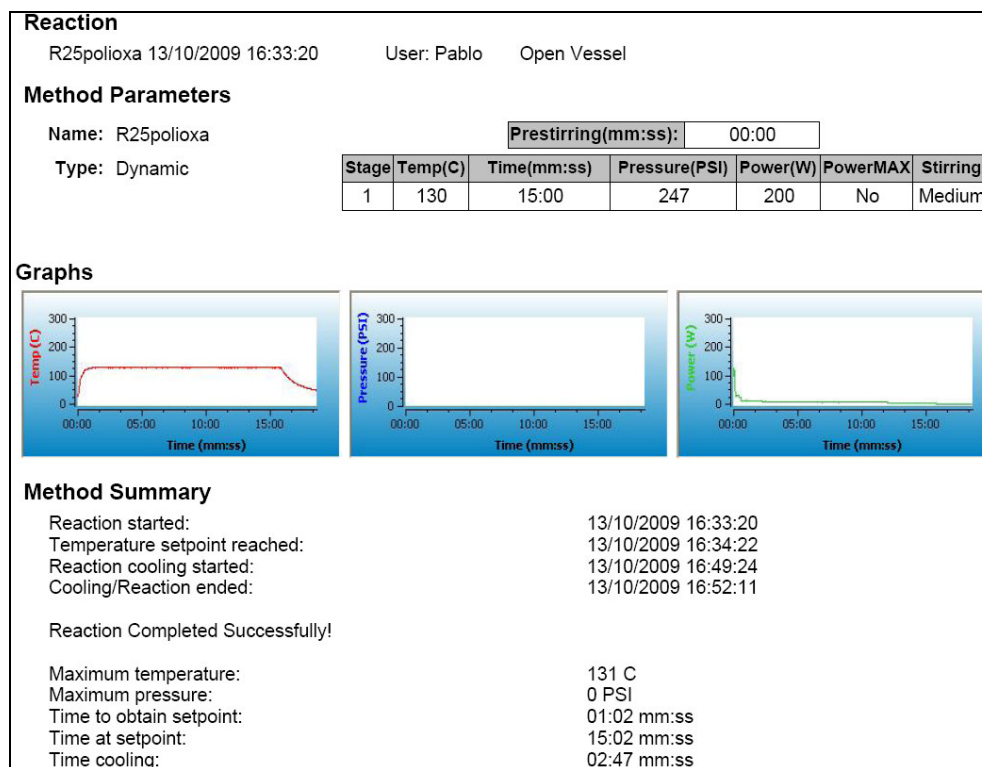 Reaction
R25polioxa 13/10/2009 16:33:20 User: Pablo Open Vessel
Method Parameters
Name: R25polioxa Prestirring(mm:ss): 00:00
Type: Dynamic
Stage Temp(C) Time(mm:ss) Pressure(PSI) Power(W) PowerMAX Stirring
1 130 15:00 247 200 No Medium
Graphs
Temp (C)
300
200
100
0
00:00 05:00 10:00 15:00
Time (mm:ss)
Pressure (PSI)
300
200
100
0
00:00 05:00 10:00 15:00
Time (mm:ss)
Power (W)
300
200
100
0
00:00 05:00 10:00 15:00
Time (mm:ss)
Method Summary
Reaction started: 13/10/2009 16:33:20
Temperature setpoint reached: 13/10/2009 16:34:22
Reaction cooling started: 13/10/2009 16:49:24
Cooling/Reaction ended: 13/10/2009 16:52:11
Reaction Completed Successfully!
Maximum temperature: 131 C
Maximum pressure: 0 PSI
Time to obtain setpoint: 01:02 mm:ss
Time at setpoint: 15:02 mm:ss
Time cooling: 02:47 mm:ss